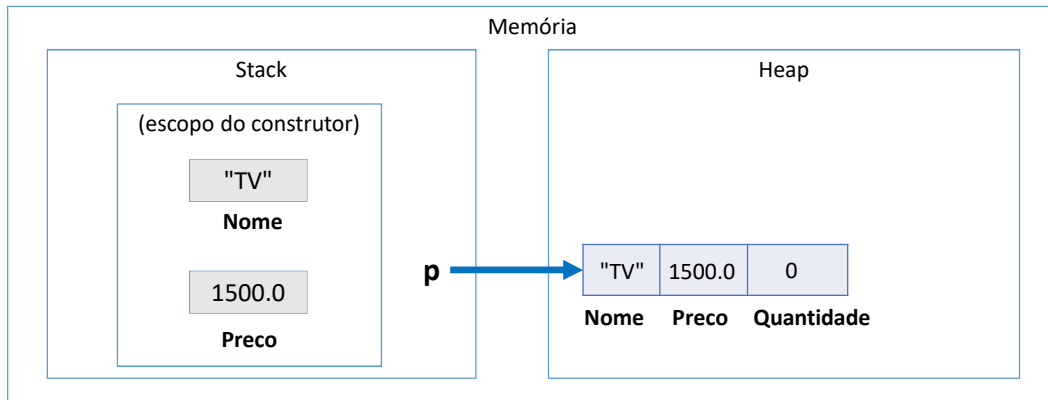 Memória
Stack
(escopo do construtor)
"TV"
Nome
1500.0
Preco
p
Heap
"TV" 1500.0 0
Nome Preco Quantidade